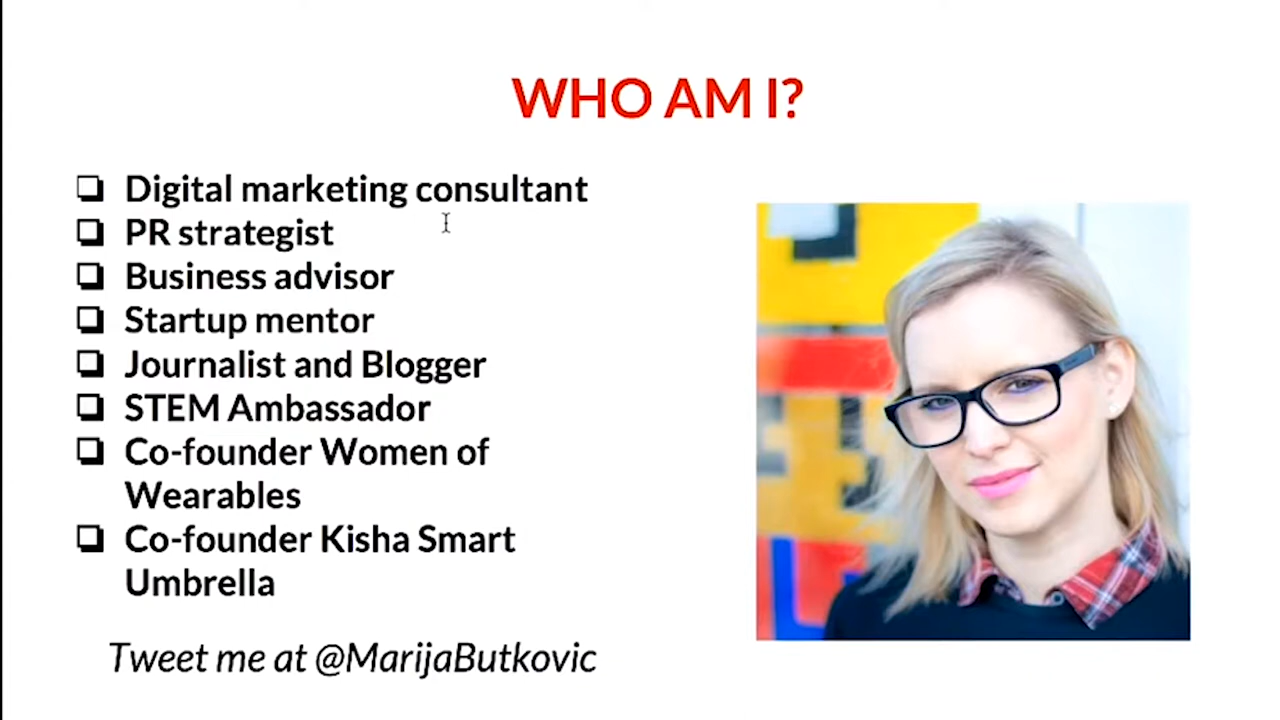 WHO AM I?
Digital marketing consultant
PR strategist
Business advisor
Startup mentor
Journalist and Blogger
STEM Ambassador
Co-founder Women of
Wearables
Co-founder Kisha Smart
Umbrella
Tweet me at @MarijaButkovic